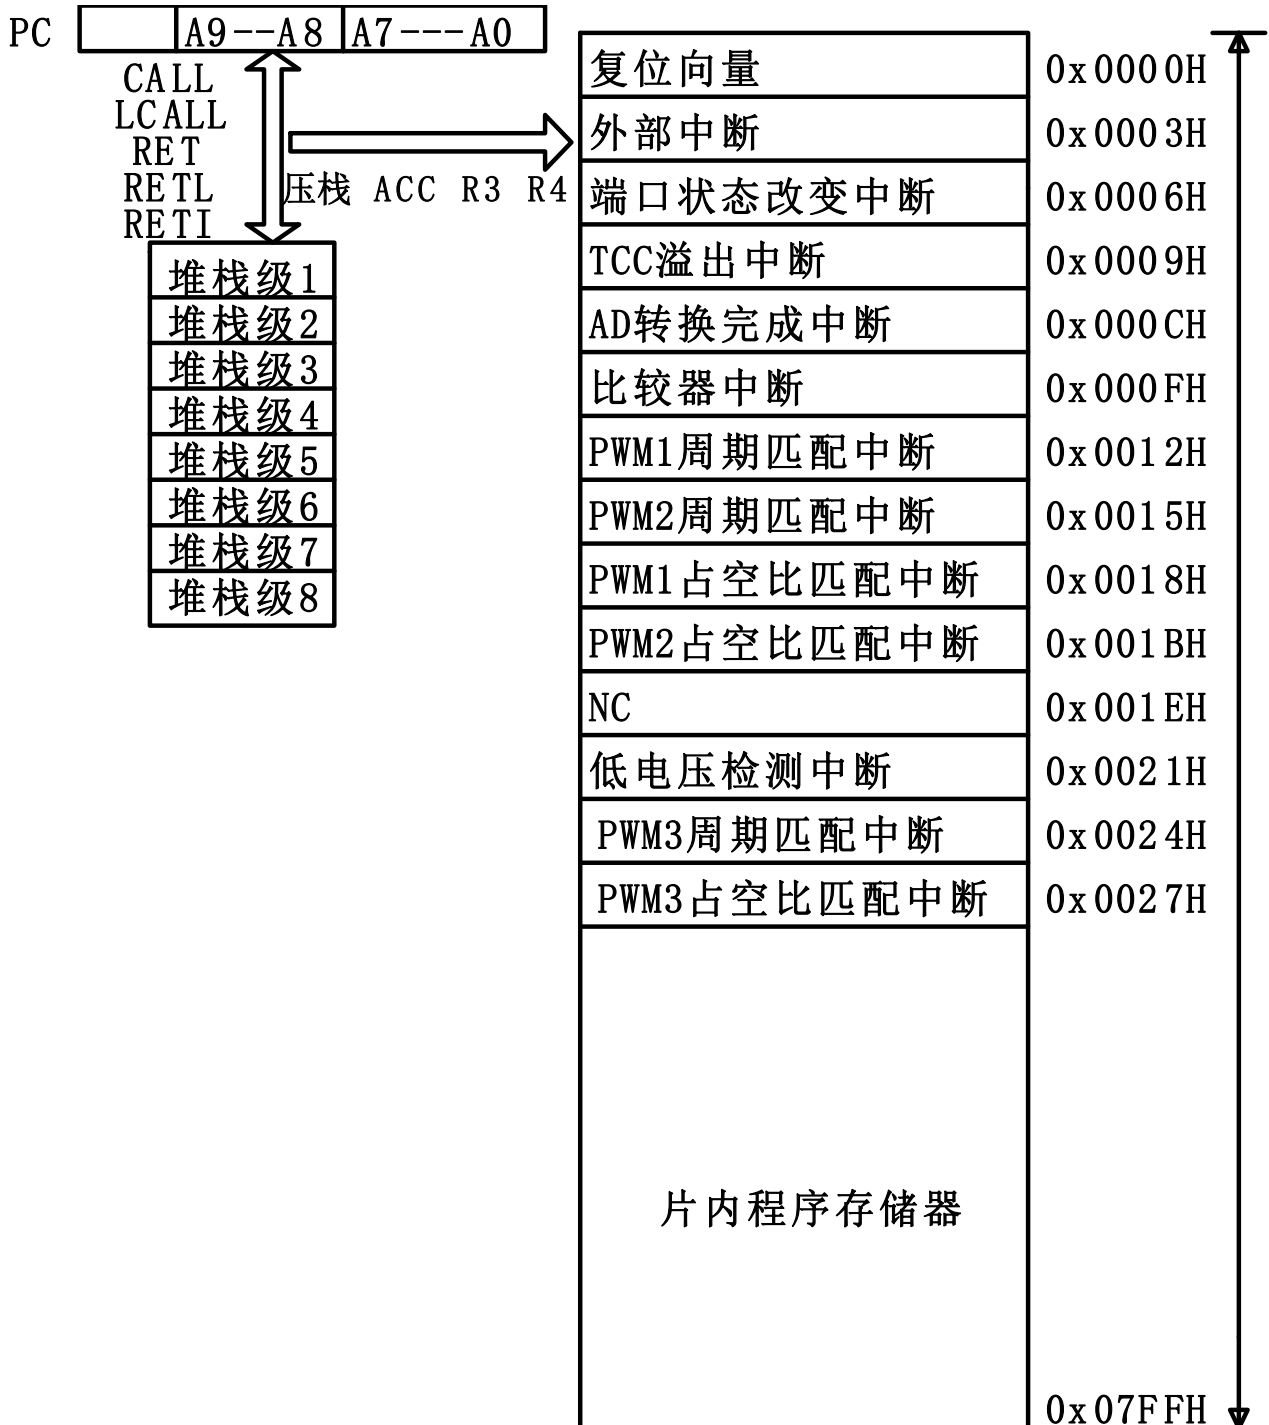 PC A9--A8 A7---A0
CALL
LCALL
RET
RETL
RETI
压栈 ACC R3 R4
堆栈级1
堆栈级2
堆栈级3
堆栈级4
堆栈级5
堆栈级6
堆栈级7
堆栈级8
复位向量 0x0000H
外部中断 0x0003H
端口状态改变中断 0x0006H
TCC溢出中断 0x0009H
AD转换完成中断 0x000CH
比较器中断 0x000FH
PWM1周期匹配中断 0x0012H
PWM2周期匹配中断 0x0015H
PWM1占空比匹配中断 0x0018H
PWM2占空比匹配中断 0x001BH
NC 0x001EH
低电压检测中断 0x0021H
PWM3周期匹配中断 0x0024H
PWM3占空比匹配中断 0x0027H
片内程序存储器
0x07FFH